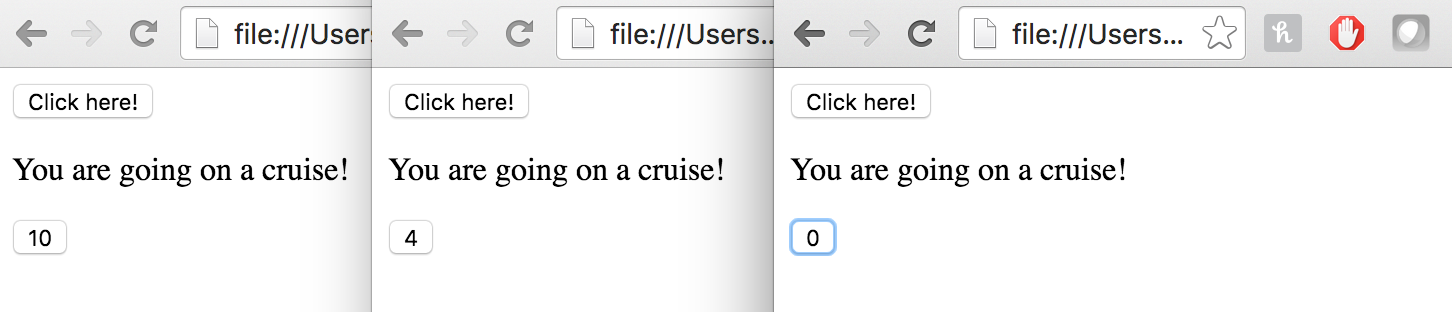 file:///User
Click here!
You are going on a cruise!
10
file:///Users...
Click here!
You are going on a cruise!
4
file:///Users...
Click here!
You are going on a cruise!
0